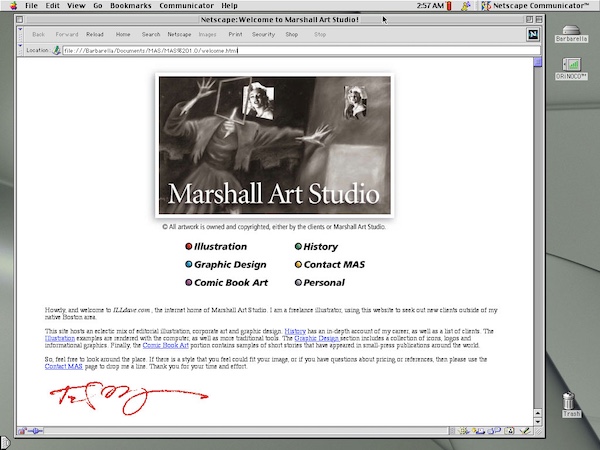 File Edit View Go Bookmarks Communicator Help 2:57 AM Netscape Communicator™
Netscape: Welcome to Marshall Art Studio!
Back Forward Reload Home Search Guide Images Print Security Shop Stop
Location: file:///Barbarella/Documents/MAS/MAS%201.0/welcome.html
Barbarella
ORiNOCO™
Marshall Art Studio
© All artwork is owned and copyrighted, either by the clients or Marshall Art Studio.
Illustration History
Graphic Design Contact MAS
Comic Book Art Personal
Howdy, and welcome to ILLdave.com, the internet home of Marshall Art Studio. I am a freelance illustrator, using this website to seek out new clients outside of my
native Boston area.
This site hosts an eclectic mix of editorial illustration, corporate art and graphic design. History has an in-depth account of my career, as well as a list of clients. The
Illustration examples are rendered with the computer, as well as more traditional tools. The Graphic Design section includes a collection of icons, logos and
informational graphics. Finally, the Comic Book Art portion contains samples of short stories that have appeared in small-press publications around the world.
So, feel free to look around the place. If there is a style that you feel could fit your image, or if you have questions about pricing or references, then please use the
Contact MAS page to drop me a line. Thank you for your time and effort.
Trash